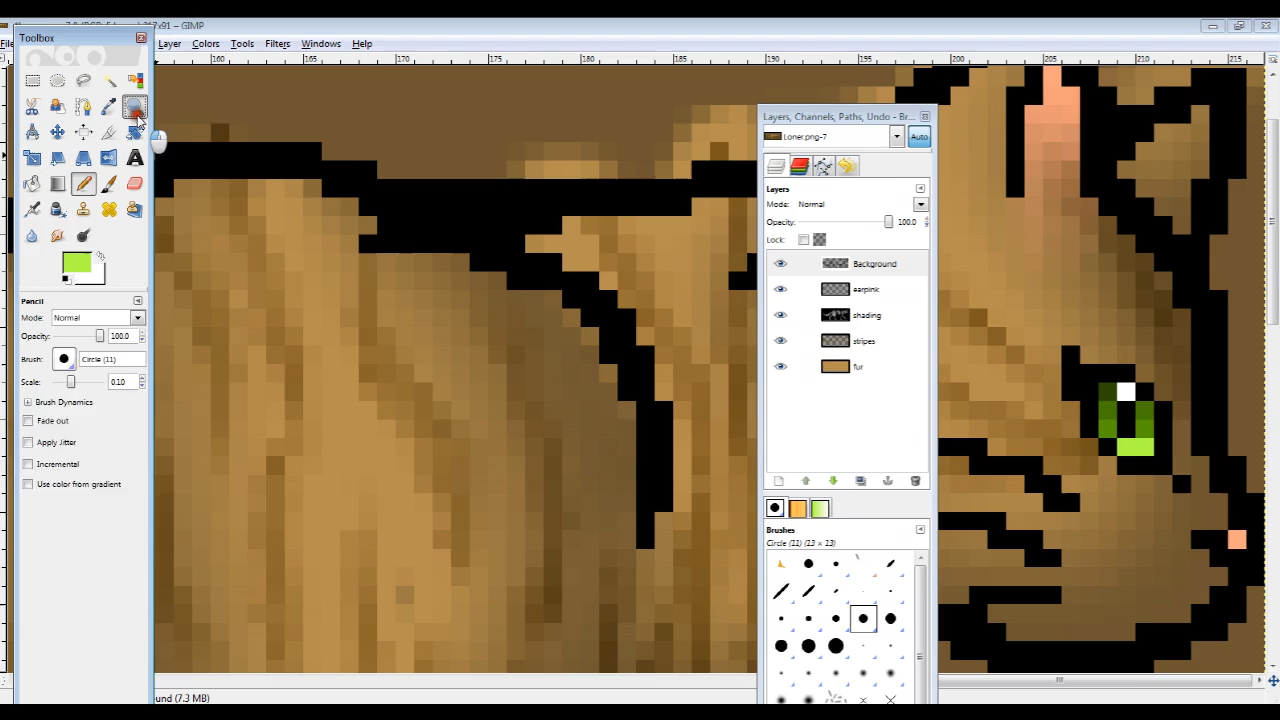 Toolbox
217x91 – GIMP
File
Layer Colors Tools Filters Windows Help
160 165 170 175 180 185 190 195 200 205 210 215
Layers, Channels, Paths, Undo - Br...
Loner.png-7
Auto
Layers
Mode: Normal
Opacity: 100.0
Lock:
Background
earpink
shading
stripes
fur
Pencil
Mode: Normal
Opacity: 100.0
Brush: Circle (11)
Scale: 0.10
Brush Dynamics
Fade out
Apply Jitter
Incremental
Use color from gradient
Brushes
Circle (11) (13 × 13)
(7.3 MB)